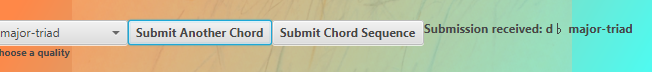 major-triad Submit Another Chord Submit Chord Sequence Submission received: d♭ major-triad
hoose a quality